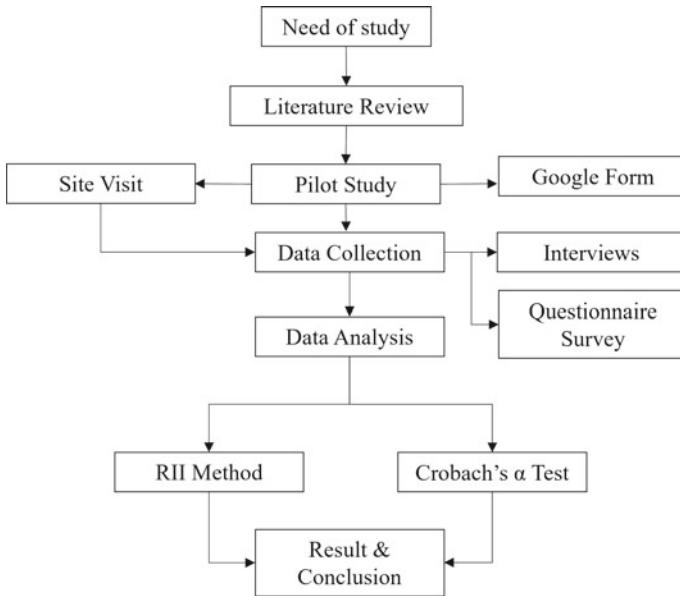 Need of study
Literature Review
Site Visit
Pilot Study
Google Form
Data Collection
Interviews
Data Analysis
Questionnaire
Survey
RII Method
Crobach's α Test
Result &
Conclusion